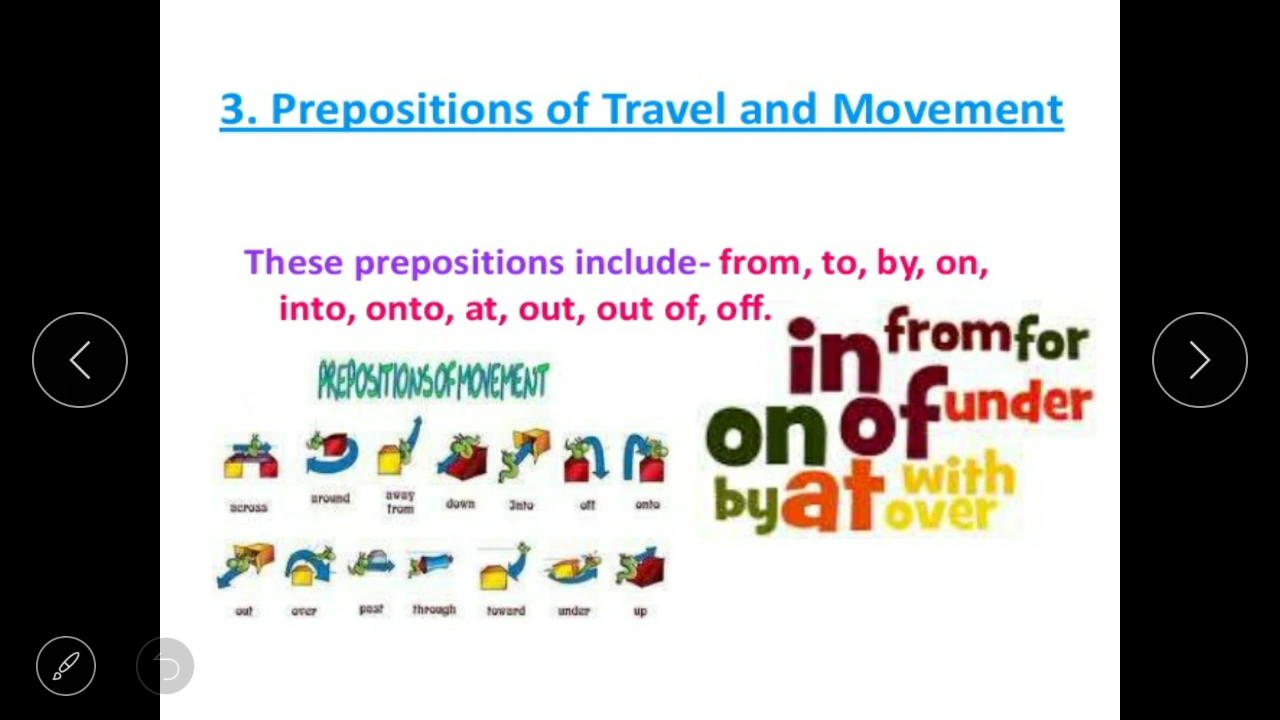 3. Prepositions of Travel and Movement
These prepositions include- from, to, by, on,
into, onto, at, out, out of, off.
PREPOSITIONS OF MOVEMENT
across around away from down Into off onto
out over past through toward under up
in from for
on of under
by at with
over